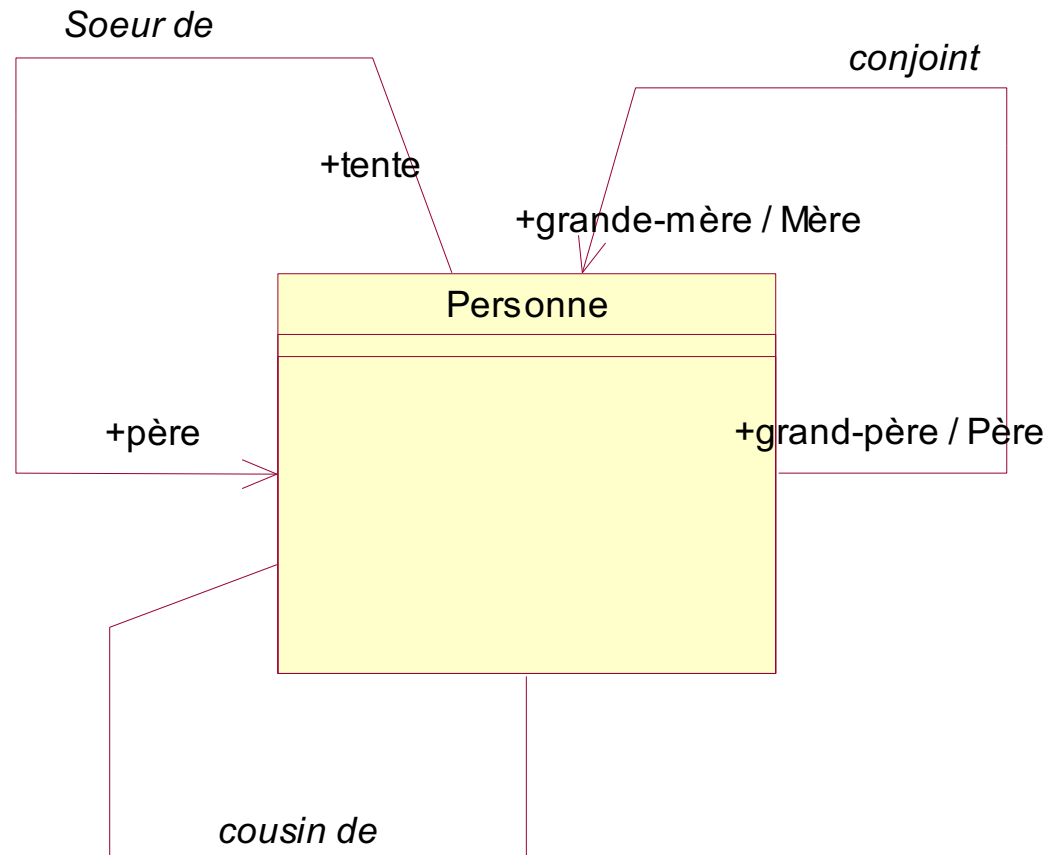 Soeur de
conjoint
+tente
+grande-mère / Mère
Personne
+père
+grand-père / Père
cousin de